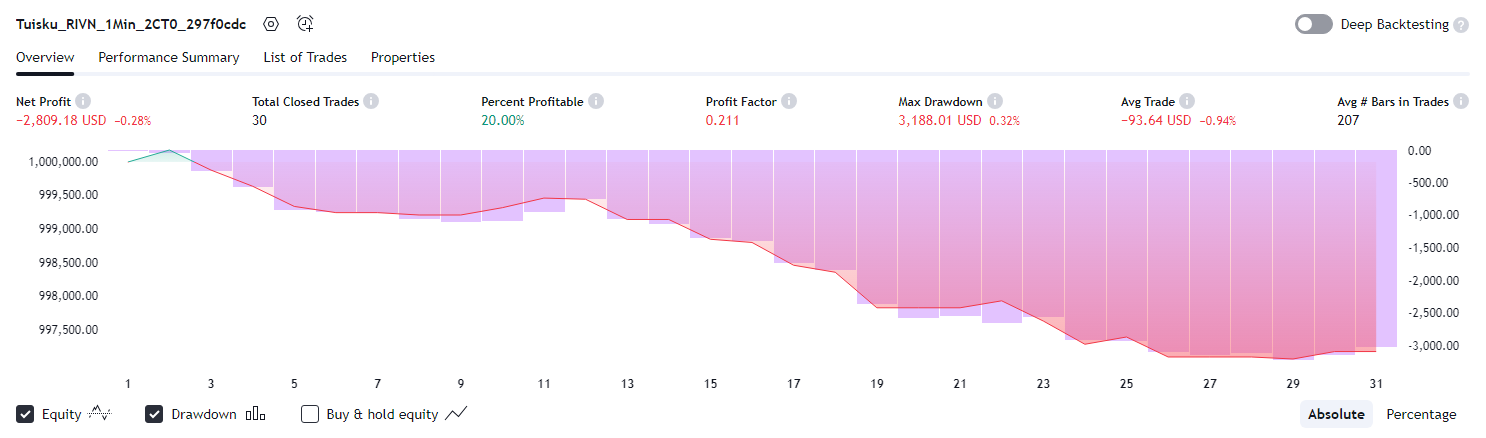 Tuisku_RIVN_1Min_2CT0_297f0cdc
Deep Backtesting ?
Overview Performance Summary List of Trades Properties
Net Profit Total Closed Trades Percent Profitable Profit Factor Max Drawdown Avg Trade Avg # Bars in Trades
−2,809.18 USD −0.28% 30 20.00% 0.211 3,188.01 USD 0.32% −93.64 USD −0.94% 207
1,000,000.00 0.00
999,500.00 -500.00
999,000.00 -1,000.00
998,500.00 -1,500.00
998,000.00 -2,000.00
997,500.00 -2,500.00
-3,000.00
1 3 5 7 9 11 13 15 17 19 21 23 25 27 29 31
Equity Drawdown Buy & hold equity Absolute Percentage